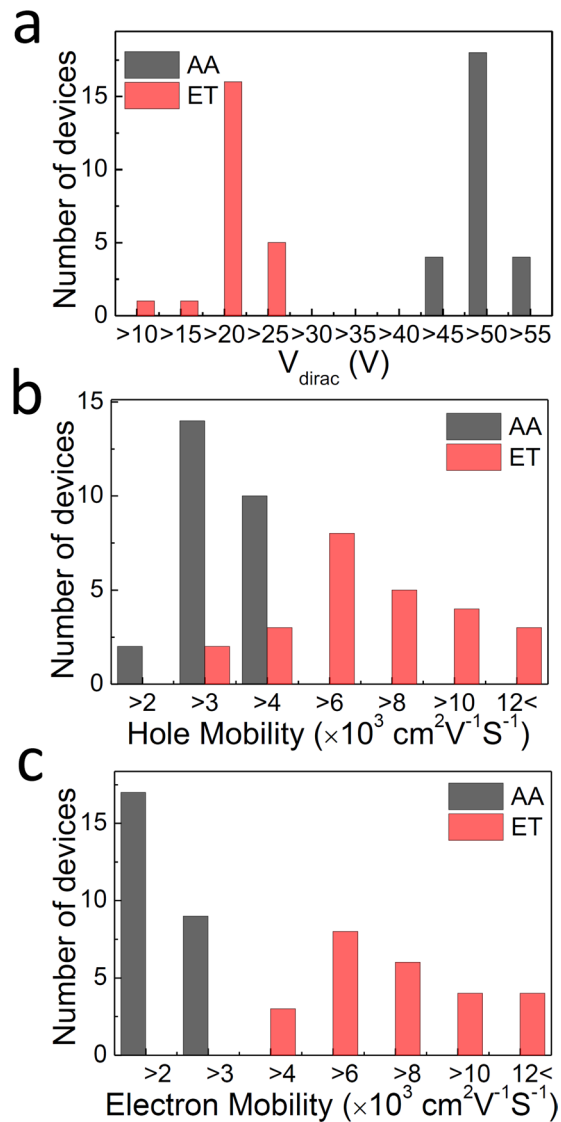 a
AA
ET
Number of devices
15
10
5
0
>10 >15 >20 >25 >30 >35 >40 >45 >50 >55
V_dirac (V)
b
AA
ET
Number of devices
15
10
5
0
>2 >3 >4 >6 >8 >10 12<
Hole Mobility (×10³ cm²V⁻¹S⁻¹)
c
AA
ET
Number of devices
15
10
5
0
>2 >3 >4 >6 >8 >10 12<
Electron Mobility (×10³ cm²V⁻¹S⁻¹)